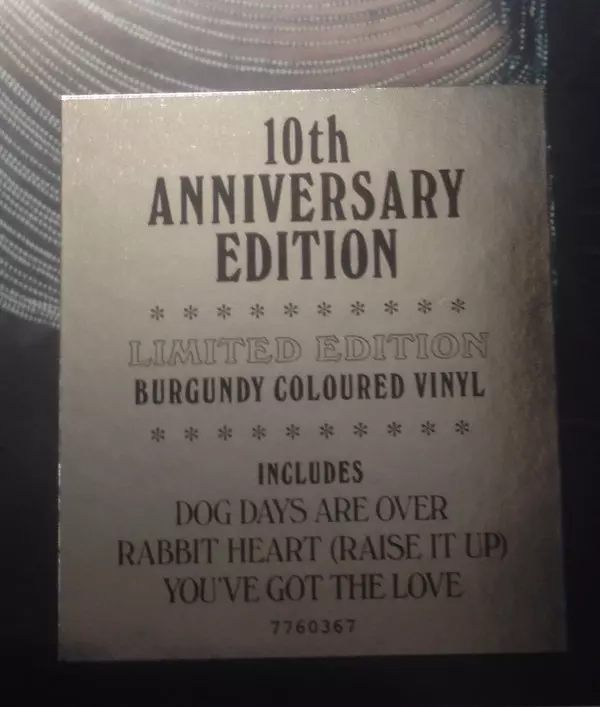 10th
ANNIVERSARY
EDITION
* * * * * * * * * *
LIMITED EDITION
BURGUNDY COLOURED VINYL
* * * * * * * * * *
INCLUDES
DOG DAYS ARE OVER
RABBIT HEART (RAISE IT UP)
YOU'VE GOT THE LOVE
7760367